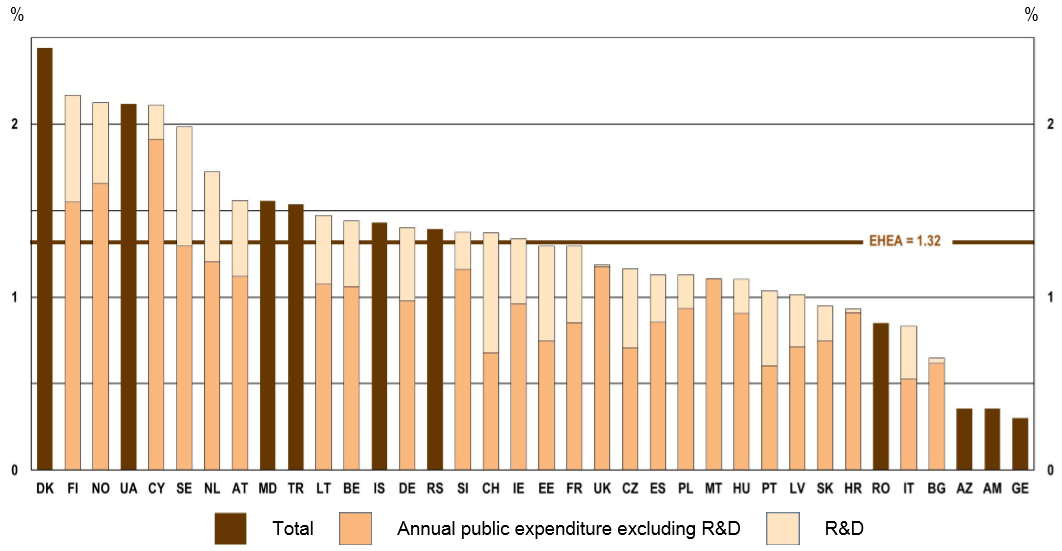 % %
2 2
EHEA = 1.32
1 1
0 0
DK FI NO UA CY SE NL AT MD TR LT BE IS DE RS SI CH IE EE FR UK CZ ES PL MT HU PT LV SK HR RO IT BG AZ AM GE
Total Annual public expenditure excluding R&D R&D